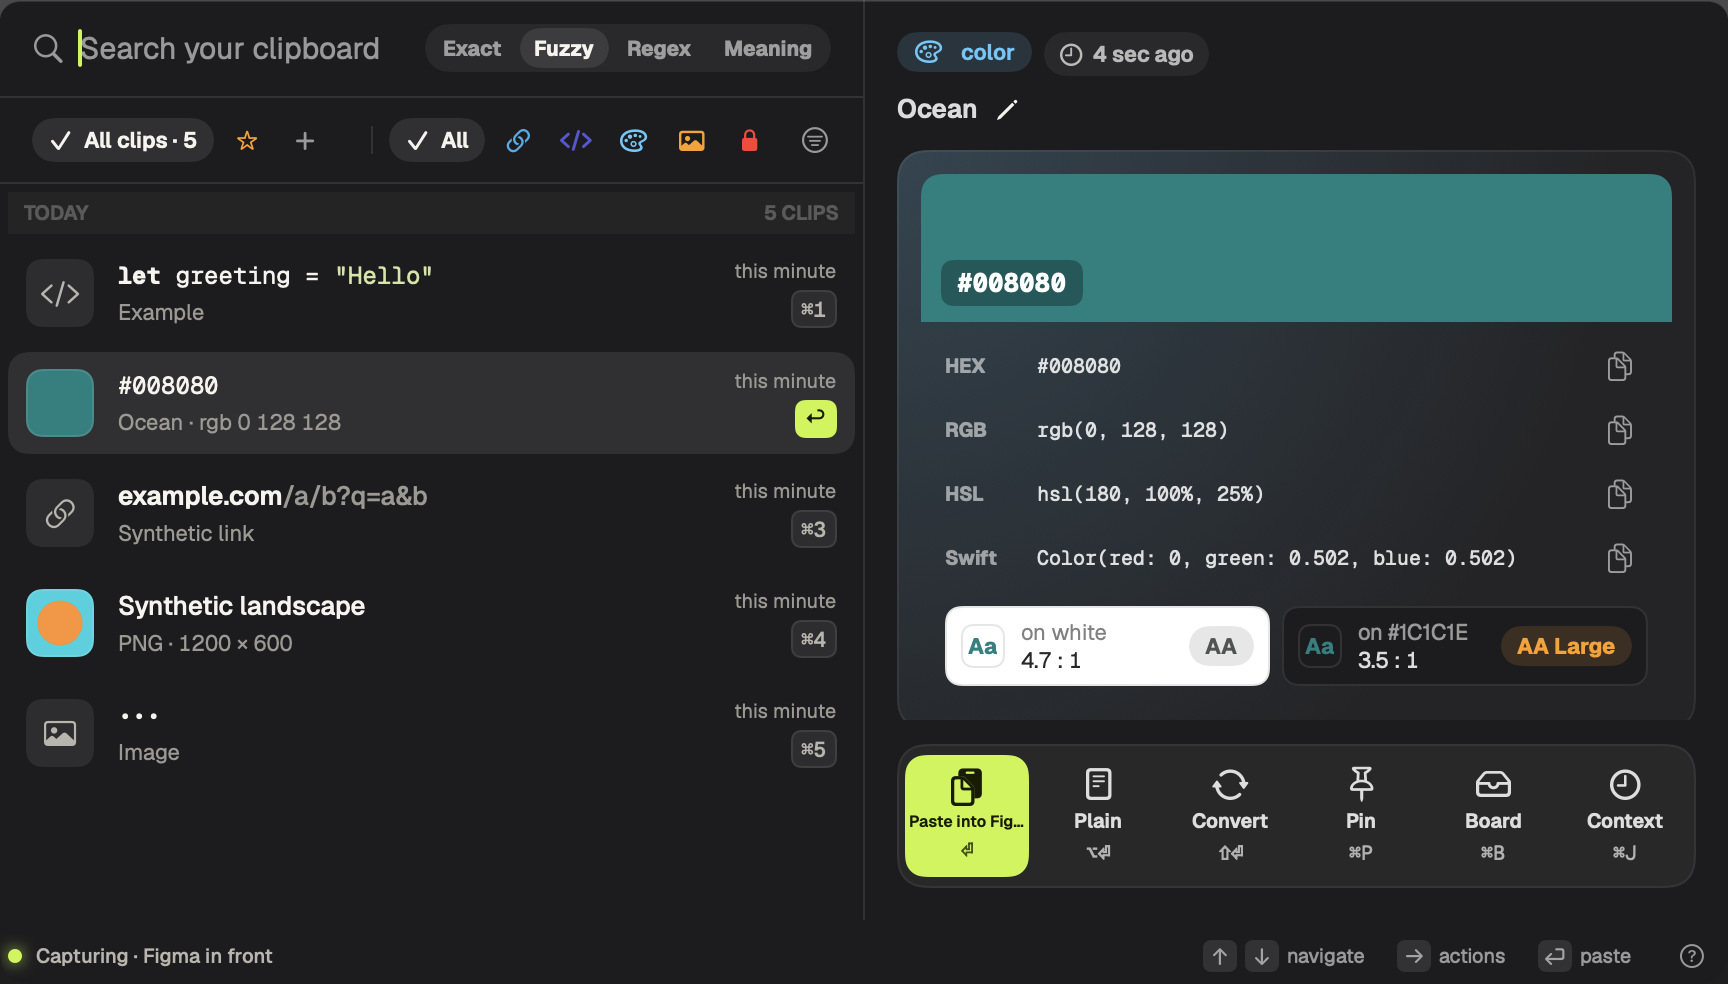 Search your clipboard
Exact Fuzzy Regex Meaning
All clips · 5
All
TODAY 5 CLIPS
let greeting = "Hello"
Example
this minute
⌘1
#008080
Ocean · rgb 0 128 128
this minute
example.com/a/b?q=a&b
Synthetic link
this minute
⌘3
Synthetic landscape
PNG · 1200 × 600
this minute
⌘4
...
Image
this minute
⌘5
Capturing · Figma in front
color
4 sec ago
Ocean
#008080
HEX #008080
RGB rgb(0, 128, 128)
HSL hsl(180, 100%, 25%)
Swift Color(red: 0, green: 0.502, blue: 0.502)
Aa on white
4.7 : 1
AA
Aa on #1C1C1E
3.5 : 1
AA Large
Paste into Fig...
⏎
Plain
⌥⏎
Convert
⇧⏎
Pin
⌘P
Board
⌘B
Context
⌘J
↑ ↓ navigate → actions ↩ paste ?